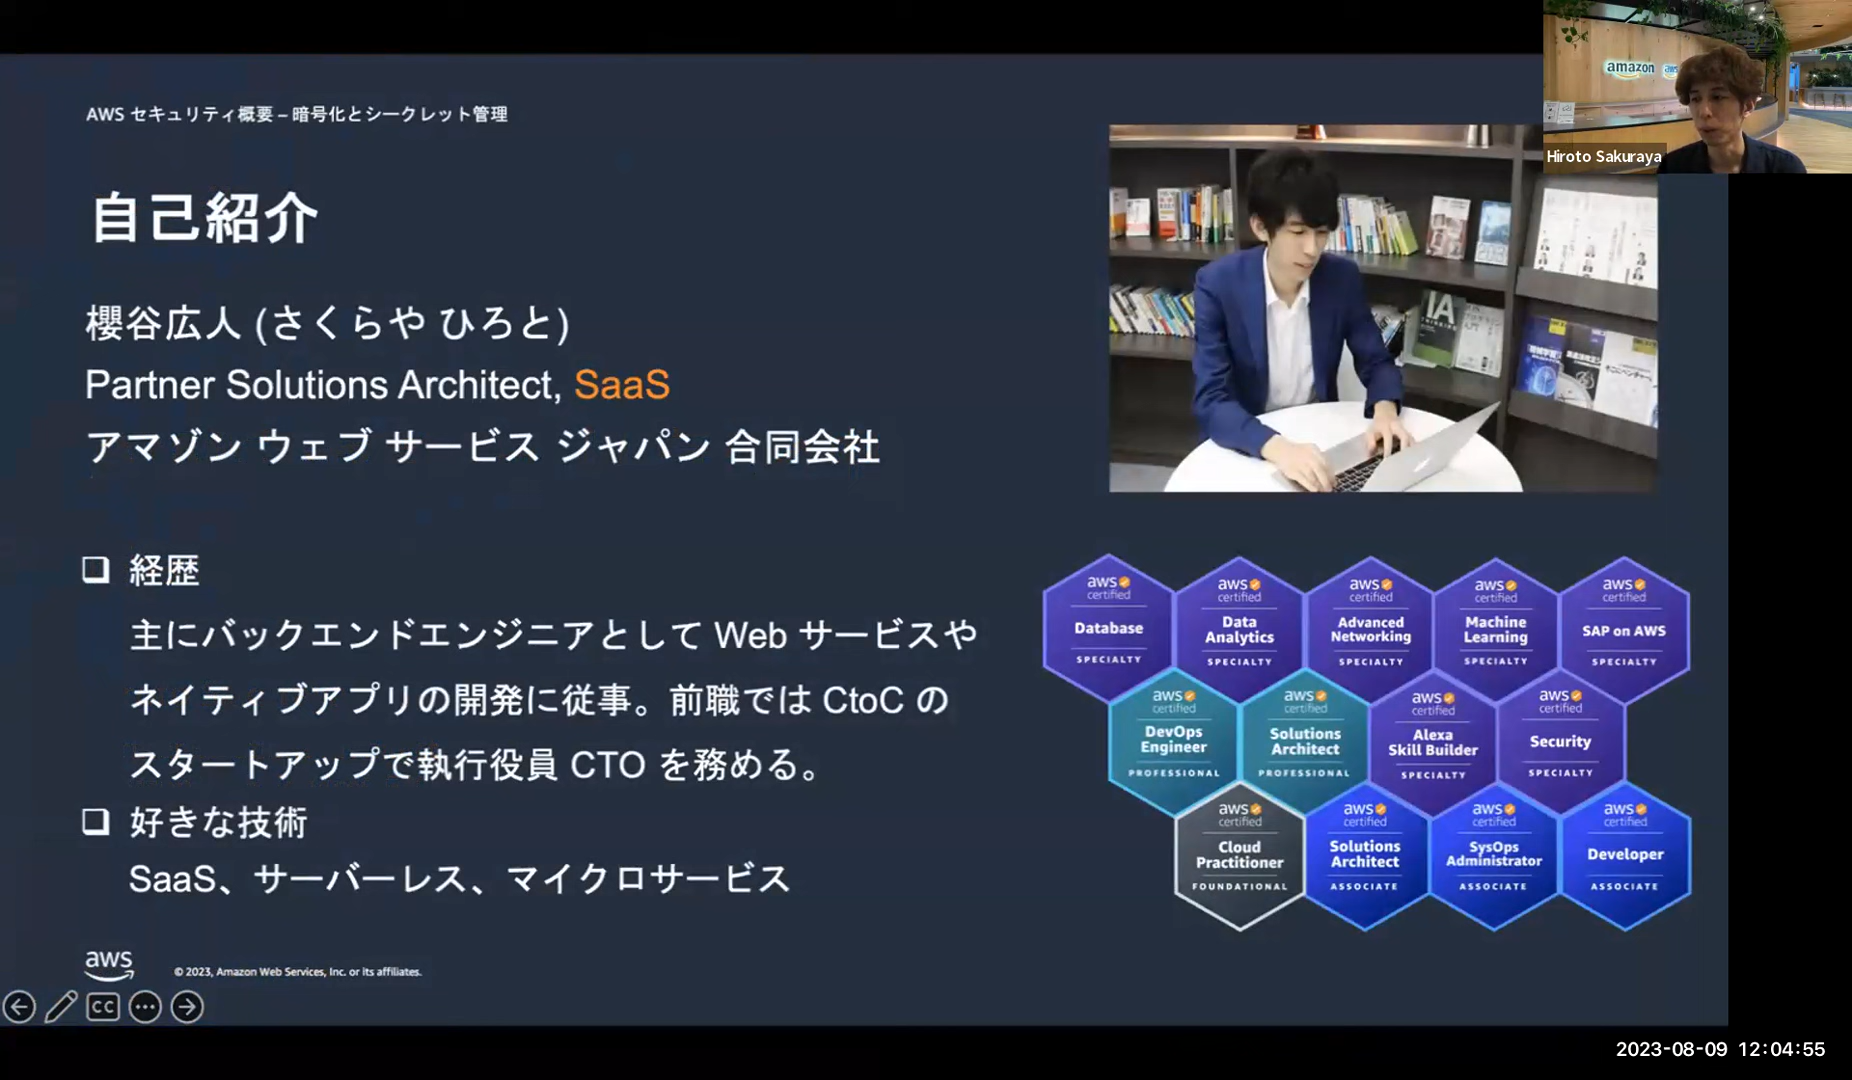 amazon
Hiroto Sakuraya
AWS セキュリティ概要 – 暗号化とシークレット管理
自己紹介
櫻谷広人 (さくらや ひろと)
Partner Solutions Architect, SaaS
アマゾン ウェブ サービス ジャパン 合同会社
経歴
主にバックエンドエンジニアとして Web サービスや
ネイティブアプリの開発に従事。前職では CtoC の
スタートアップで執行役員 CTO を務める。
好きな技術
SaaS、サーバーレス、マイクロサービス
IA
aws certified
Database
SPECIALTY
aws certified
Data Analytics
SPECIALTY
aws certified
Advanced Networking
SPECIALTY
aws certified
Machine Learning
SPECIALTY
aws certified
SAP on AWS
SPECIALTY
aws certified
DevOps Engineer
PROFESSIONAL
aws certified
Solutions Architect
PROFESSIONAL
aws certified
Alexa Skill Builder
SPECIALTY
aws certified
Security
SPECIALTY
aws certified
Cloud Practitioner
FOUNDATIONAL
aws certified
Solutions Architect
ASSOCIATE
aws certified
SysOps Administrator
ASSOCIATE
aws certified
Developer
ASSOCIATE
aws
© 2023, Amazon Web Services, Inc. or its affiliates.
CC
2023-08-09 12:04:55